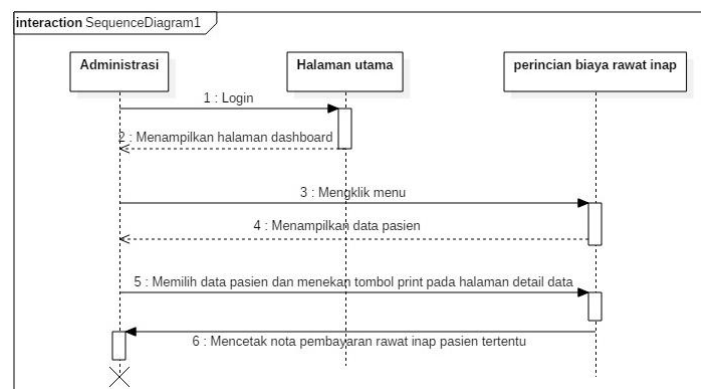 interaction SequenceDiagram1
Administrasi
Halaman utama
perincian biaya rawat inap
1 : Login
2 : Menampilkan halaman dashboard
3 : Mengklik menu
4 : Menampilkan data pasien
5 : Memilih data pasien dan menekan tombol print pada halaman detail data
6 : Mencetak nota pembayaran rawat inap pasien tertentu